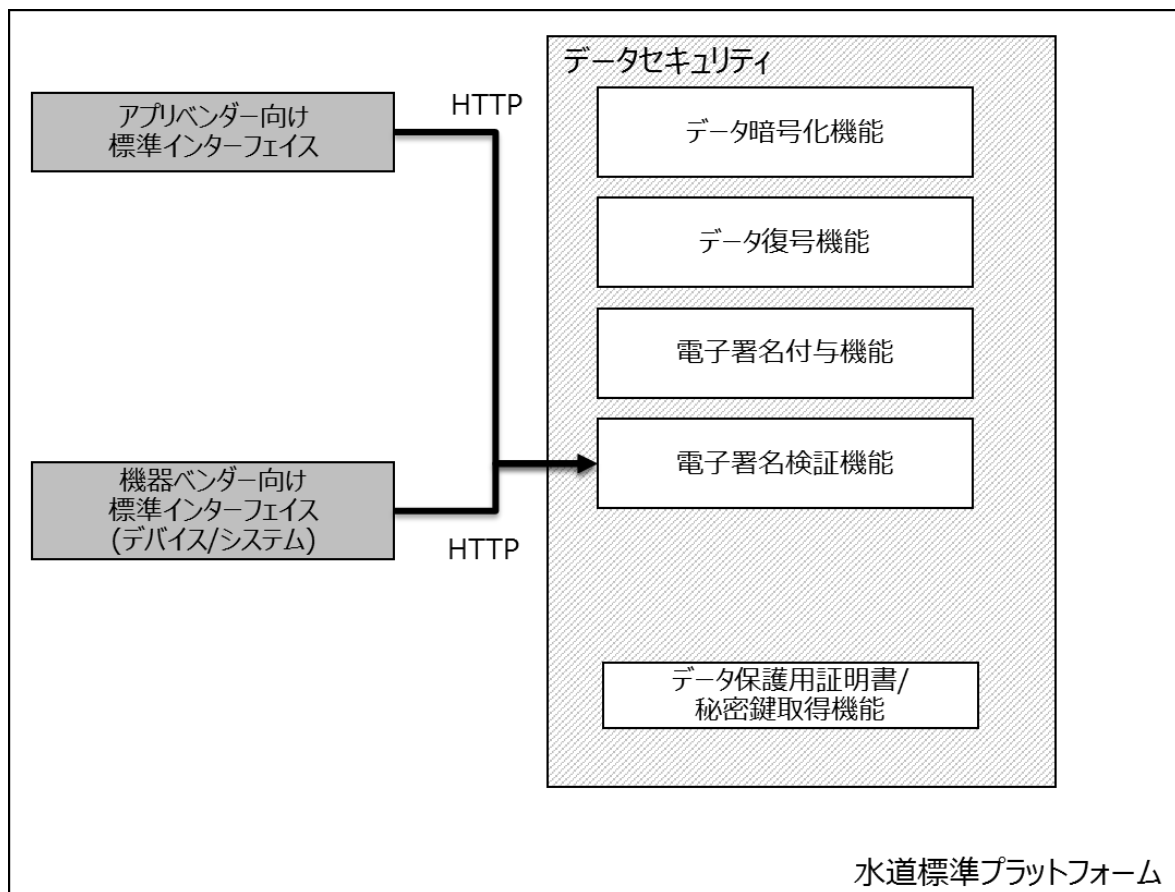 データセキュリティ
アプリベンダー向け
標準インターフェイス
HTTP
データ暗号化機能
データ復号機能
電子署名付与機能
電子署名検証機能
機器ベンダー向け
標準インターフェイス
(デバイス/システム)
HTTP
データ保護用証明書/
秘密鍵取得機能
水道標準プラットフォーム